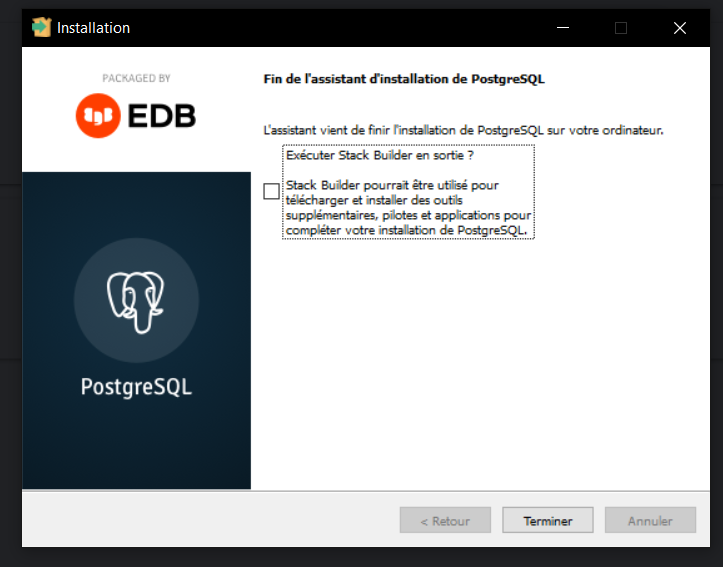 Installation
PACKAGED BY
EDB
Fin de l'assistant d'installation de PostgreSQL
L'assistant vient de finir l'installation de PostgreSQL sur votre ordinateur.
Exécuter Stack Builder en sortie ?
Stack Builder pourrait être utilisé pour
télécharger et installer des outils
supplémentaires, pilotes et applications pour
compléter votre installation de PostgreSQL.
PostgreSQL
< Retour
Terminer
Annuler